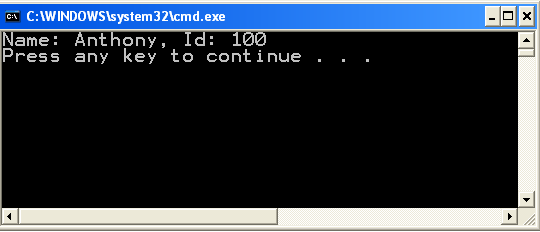 C:\WINDOWS\system32\cmd.exe
Name: Anthony, Id: 100
Press any key to continue . . .